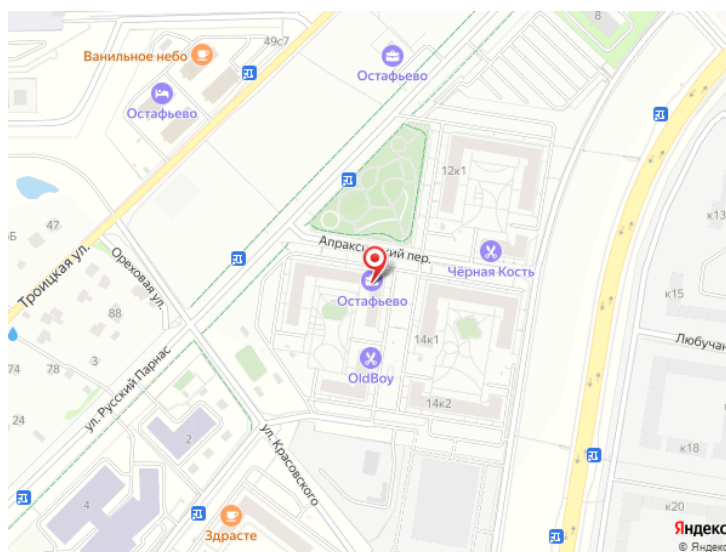 8
49с7
Ванильное небо
Остафьево
Остафьево
12к1
к13
47
Апраксинский пер.
Чёрная Кость
Троицкая ул.
Ореховая ул.
Остафьево
к15
88
14к1
Любучан
3
74
78
OldBoy
ул. Русский Парнас
14к2
24
2
ул. Красовского
к18
4
Здрасте
к20
Яндекс
© Яндекс